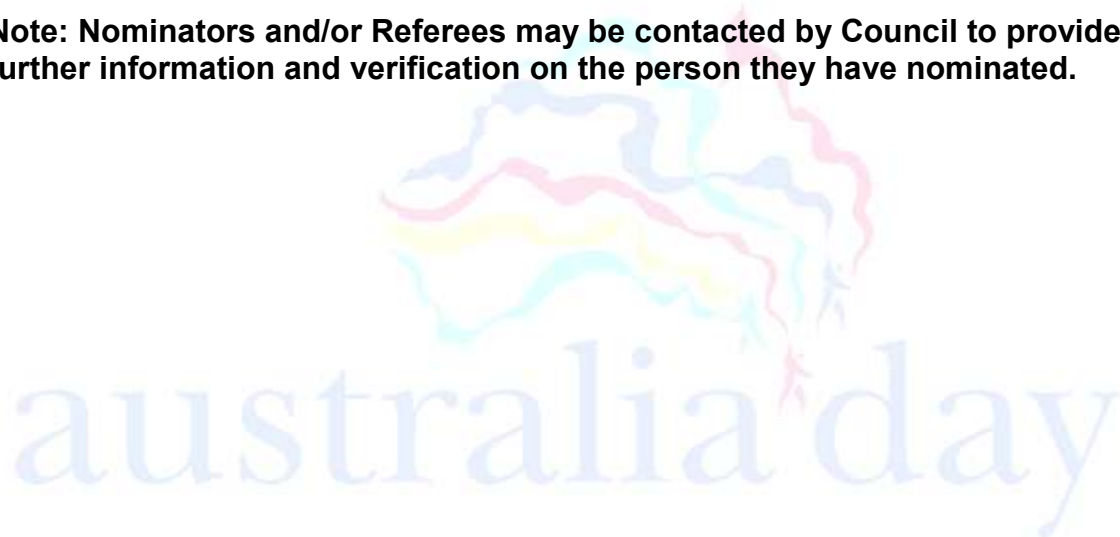 Note: Nominators and/or Referees may be contacted by Council to provide
further information and verification on the person they have nominated.
australia day